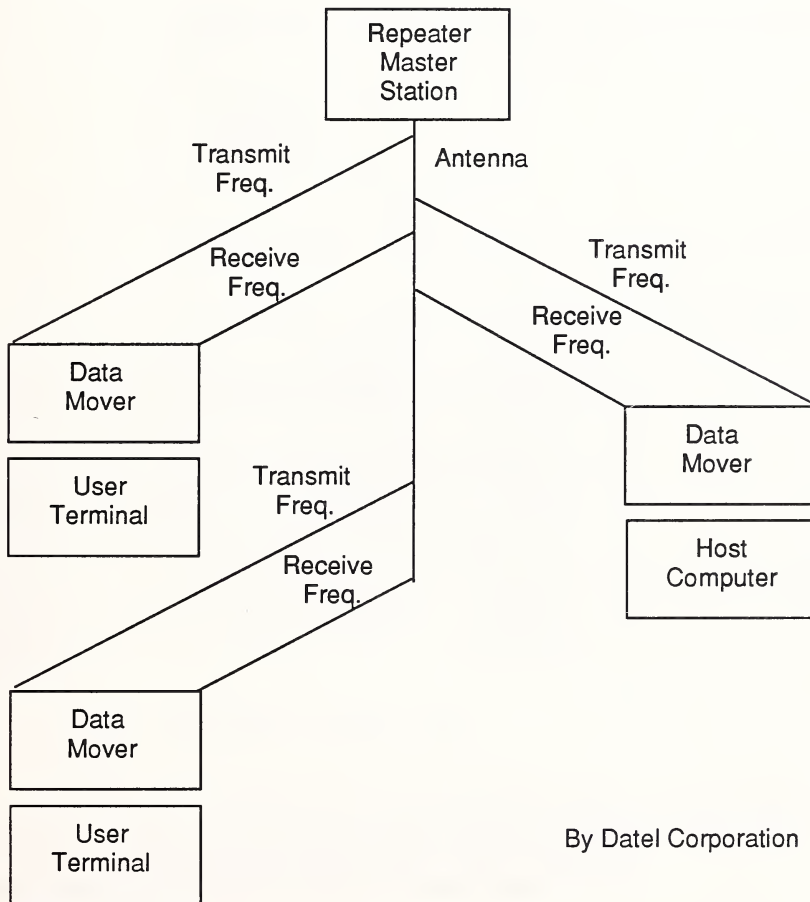 Repeater
Master
Station
Transmit
Freq.
Antenna
Receive
Freq.
Transmit
Freq.
Receive
Freq.
Data
Mover
User
Terminal
Data
Mover
Host
Computer
Transmit
Freq.
Receive
Freq.
Data
Mover
User
Terminal
By Datel Corporation